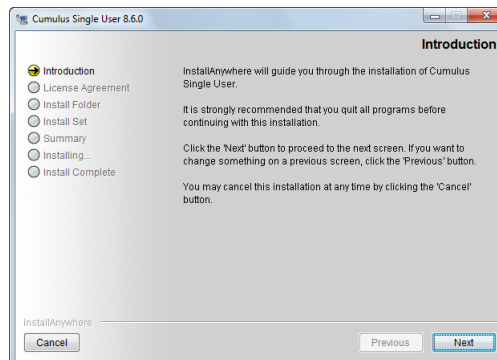 Cumulus Single User 8.6.0
Introduction
Introduction
License Agreement
Install Folder
Install Set
Summary
Installing...
Install Complete
InstallAnywhere will guide you through the installation of Cumulus
Single User.
It is strongly recommended that you quit all programs before
continuing with this installation.
Click the 'Next' button to proceed to the next screen. If you want to
change something on a previous screen, click the 'Previous' button.
You may cancel this installation at any time by clicking the 'Cancel'
button.
InstallAnywhere
Cancel
Previous
Next